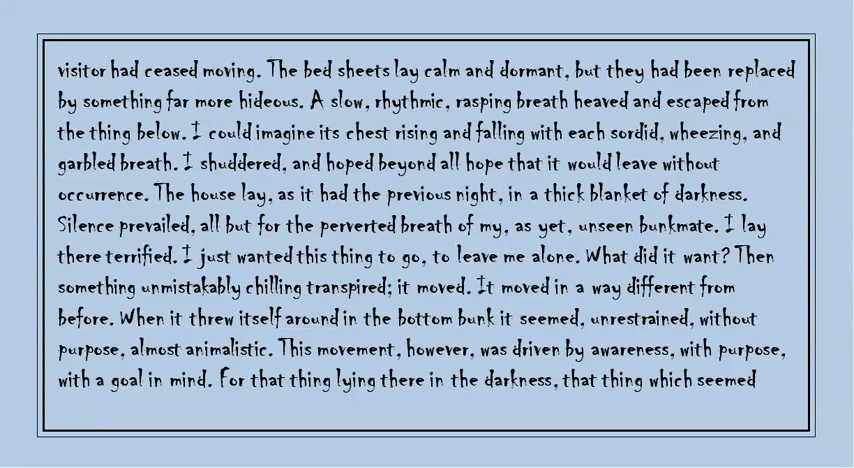 visitor had ceased moving. The bed sheets lay calm and dormant, but they had been replaced
by something far more hideous. A slow, rhythmic, rasping breath heaved and escaped from
the thing below. I could imagine its chest rising and falling with each sordid, wheezing, and
garbled breath. I shuddered, and hoped beyond all hope that it would leave without
occurrence. The house lay, as it had the previous night, in a thick blanket of darkness.
Silence prevailed, all but for the perverted breath of my, as yet, unseen bunkmate. I lay
there terrified. I just wanted this thing to go, to leave me alone. What did it want? Then
something unmistakably chilling transpired; it moved. It moved in a way different from
before. When it threw itself around in the bottom bunk it seemed, unrestrained, without
purpose, almost animalistic. This movement, however, was driven by awareness, with purpose,
with a goal in mind. For that thing lying there in the darkness, that thing which seemed